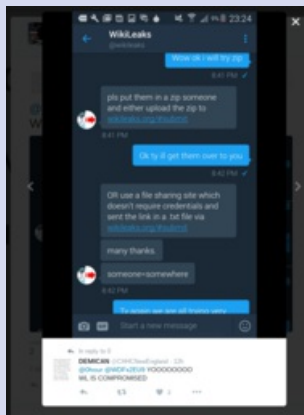 23:24
WikiLeaks
@wikileaks
Wow ok i will try zip
8:41 PM
pls put them in a zip someone
and either upload the zip to
wikileaks.org/#submit
8:41 PM
Ok ty ill get them over to you
8:42 PM
OR use a file sharing site which
doesn't require credentials and
sent the link in a .txt file via
wikileaks.org/#submit
many thanks.
someone=somewhere
8:42 PM
Start a new message
In reply to
DEMICAN
YOOOOOOOO
WL IS COMPROMISED